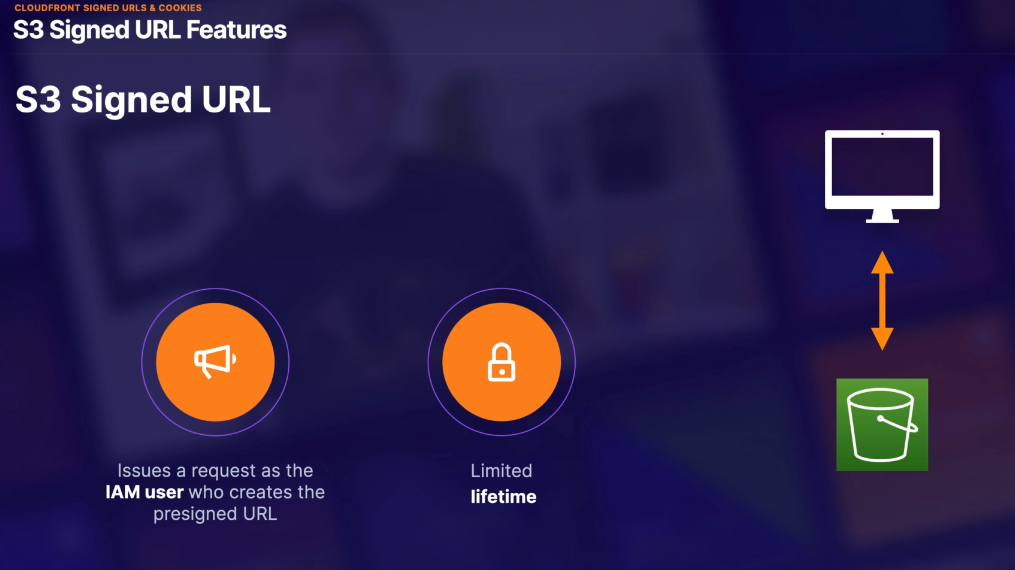 CLOUDFRONT SIGNED URLS & COOKIES
S3 Signed URL Features
S3 Signed URL
Issues a request as the
IAM user who creates the
presigned URL
Limited
lifetime